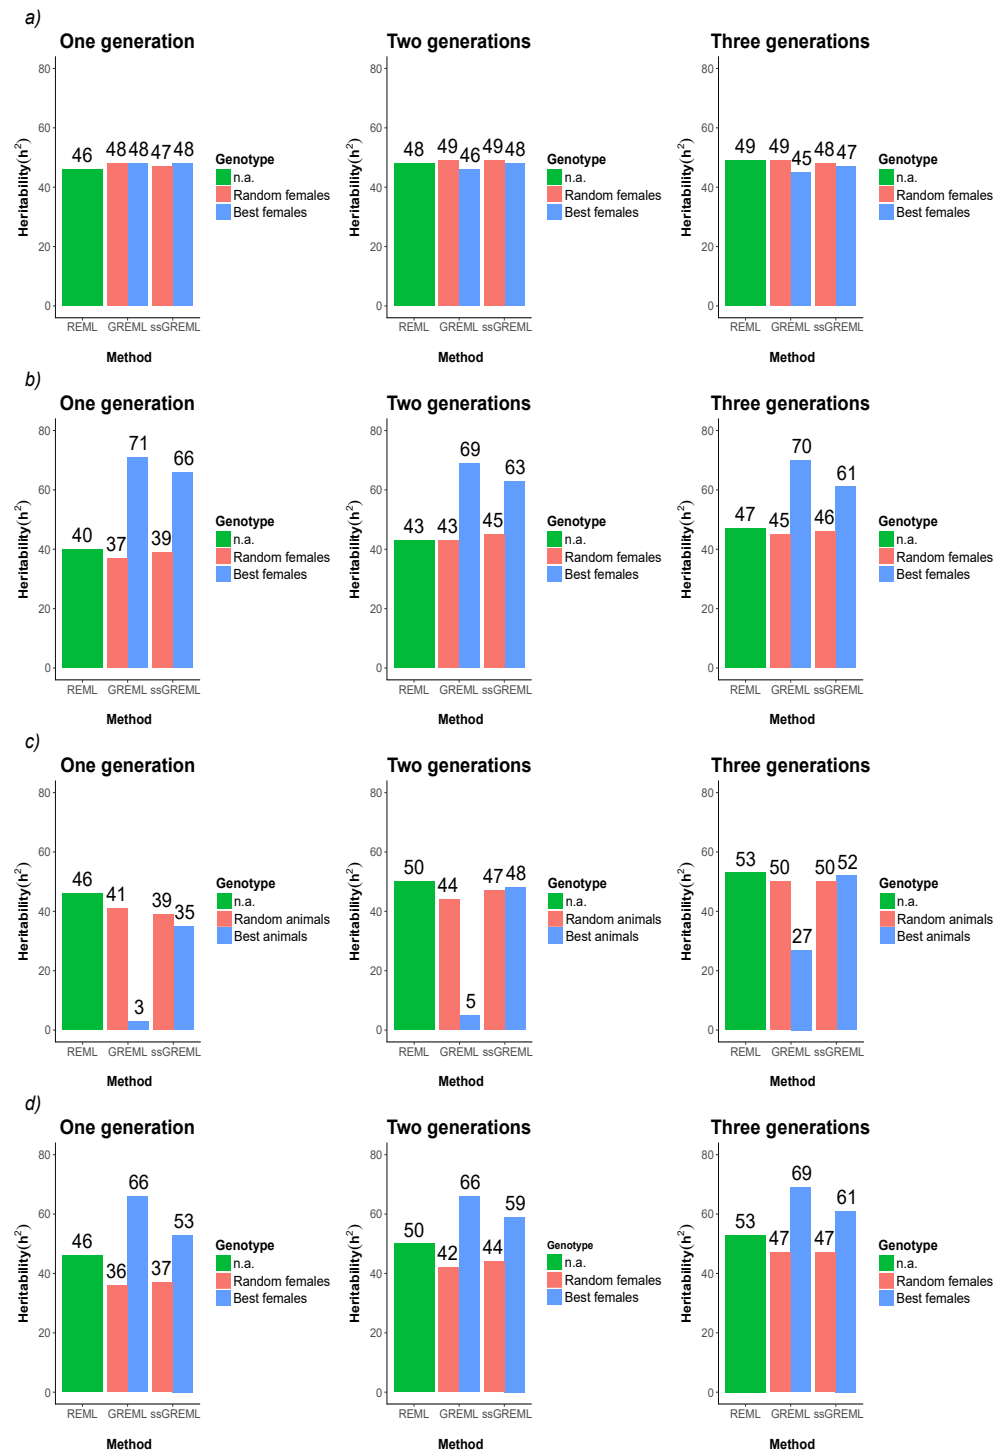 a)
One generation
Heritability(h²)
80
60
40
20
0
46
48
48
47
48
REML
GREML
ssGREML
Method
Genotype
n.a.
Random females
Best females
Two generations
Heritability(h²)
80
60
40
20
0
48
49
46
49
48
REML
GREML
ssGREML
Method
Genotype
n.a.
Random females
Best females
Three generations
Heritability(h²)
80
60
40
20
0
49
49
45
48
47
REML
GREML
ssGREML
Method
Genotype
n.a.
Random females
Best females
b)
One generation
Heritability(h²)
80
60
40
20
0
40
37
71
39
66
REML
GREML
ssGREML
Method
Genotype
n.a.
Random females
Best females
Two generations
Heritability(h²)
80
60
40
20
0
43
43
69
45
63
REML
GREML
ssGREML
Method
Genotype
n.a.
Random females
Best females
Three generations
Heritability(h²)
80
60
40
20
0
47
45
70
46
61
REML
GREML
ssGREML
Method
Genotype
n.a.
Random females
Best females
c)
One generation
Heritability(h²)
80
60
40
20
0
46
41
3
39
35
REML
GREML
ssGREML
Method
Genotype
n.a.
Random animals
Best animals
Two generations
Heritability(h²)
80
60
40
20
0
50
44
5
47
48
REML
GREML
ssGREML
Method
Genotype
n.a.
Random animals
Best animals
Three generations
Heritability(h²)
80
60
40
20
0
53
50
27
50
52
REML
GREML
ssGREML
Method
Genotype
n.a.
Random animals
Best animals
d)
One generation
Heritability(h²)
80
60
40
20
0
46
36
66
37
53
REML
GREML
ssGREML
Method
Genotype
n.a.
Random females
Best females
Two generations
Heritability(h²)
80
60
40
20
0
50
42
66
44
59
REML
GREML
ssGREML
Method
Genotype
n.a.
Random females
Best females
Three generations
Heritability(h²)
80
60
40
20
0
53
47
69
47
61
REML
GREML
ssGREML
Method
Genotype
n.a.
Random females
Best females